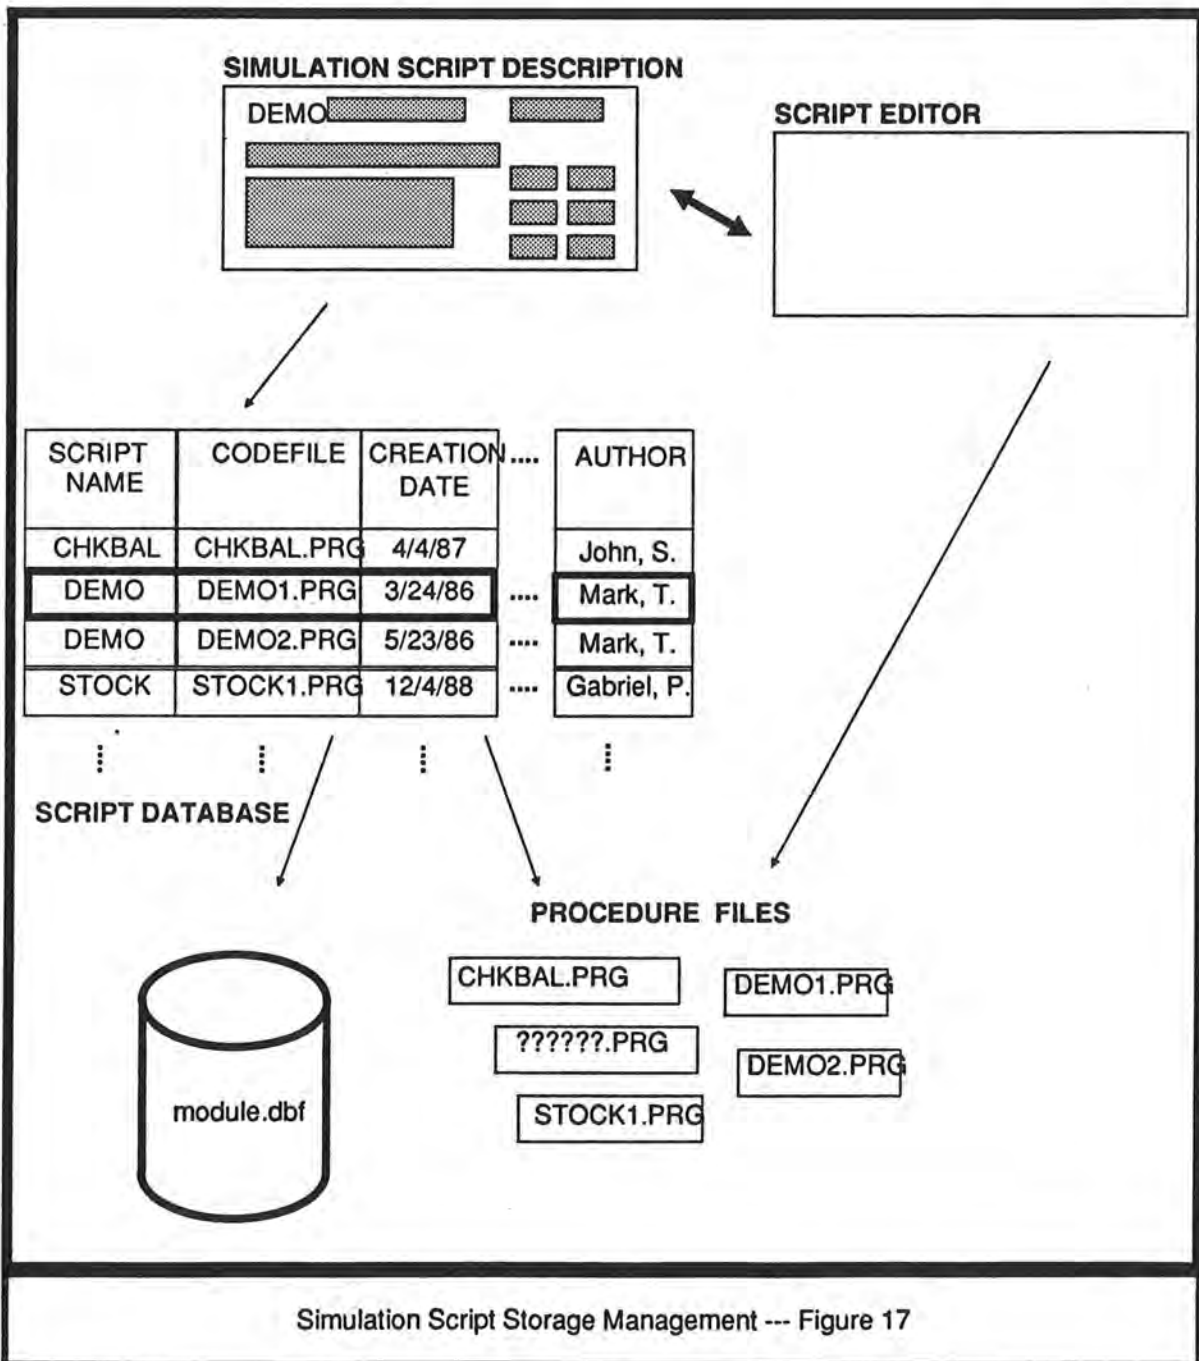 SIMULATION SCRIPT DESCRIPTION
DEMO
SCRIPT EDITOR
SCRIPT NAME CODEFILE CREATION DATE .... AUTHOR
CHKBAL CHKBAL.PRG 4/4/87 John, S.
DEMO DEMO1.PRG 3/24/86 .... Mark, T.
DEMO DEMO2.PRG 5/23/86 .... Mark, T.
STOCK STOCK1.PRG 12/4/88 .... Gabriel, P.
SCRIPT DATABASE
PROCEDURE FILES
CHKBAL.PRG
DEMO1.PRG
??????.PRG
DEMO2.PRG
STOCK1.PRG
module.dbf
Simulation Script Storage Management --- Figure 17